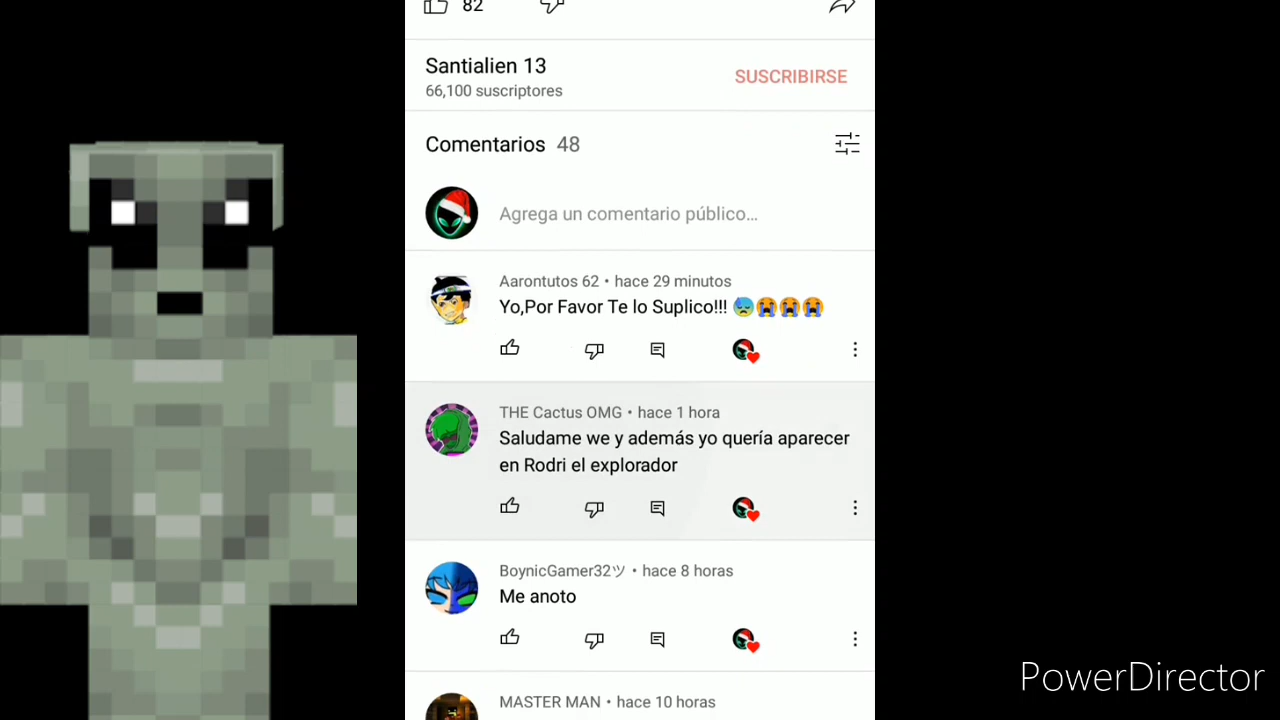 82
Santialien 13
SUSCRIBIRSE
66,100 suscriptores
Comentarios 48
Agrega un comentario público...
Aarontutos 62 • hace 29 minutos
Yo,Por Favor Te lo Suplico!!! 😥😭😭😭
THE Cactus OMG • hace 1 hora
Saludame we y además yo quería aparecer
en Rodri el explorador
BoynicGamer32ツ • hace 8 horas
Me anoto
MASTER MAN • hace 10 horas
PowerDirector